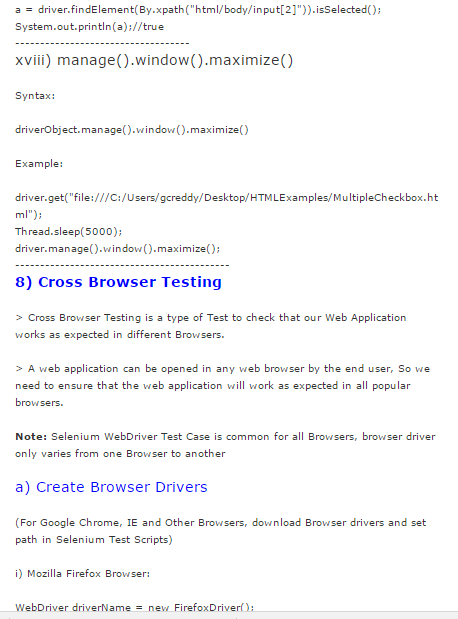 a = driver.findElement(By.xpath("html/body/input[2]")).isSelected();
System.out.println(a);//true
-----------------------------------
xviii) manage().window().maximize()
Syntax:
driverObject.manage().window().maximize()
Example:
driver.get("file:///C:/Users/gcreddy/Desktop/HTMLExamples/MultipleCheckbox.ht
ml");
Thread.sleep(5000);
driver.manage().window().maximize();
-------------------------------------------
8) Cross Browser Testing
> Cross Browser Testing is a type of Test to check that our Web Application
works as expected in different Browsers.
> A web application can be opened in any web browser by the end user, So we
need to ensure that the web application will work as expected in all popular
browsers.
Note: Selenium WebDriver Test Case is common for all Browsers, browser driver
only varies from one Browser to another
a) Create Browser Drivers
(For Google Chrome, IE and Other Browsers, download Browser drivers and set
path in Selenium Test Scripts)
i) Mozilla Firefox Browser:
WebDriver driverName = new FirefoxDriver();